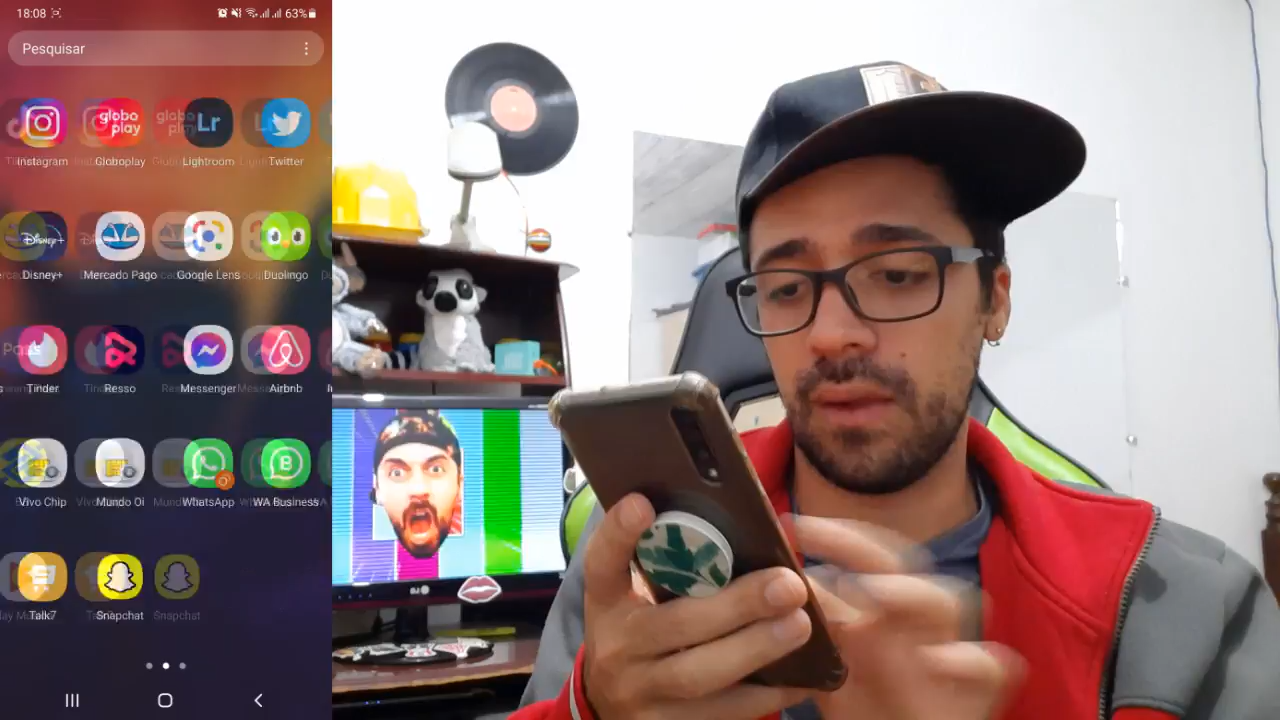 18:08 63%
Pesquisar
globo play Lr
Instagram Globoplay Lightroom Twitter
Disney+
Disney+ Mercado Pago Google Lens Duolingo
Tinder Resso Messenger Airbnb
B
Vivo Chip Mundo Oi WhatsApp WA Business
Talk7 Snapchat Snapchat
LG